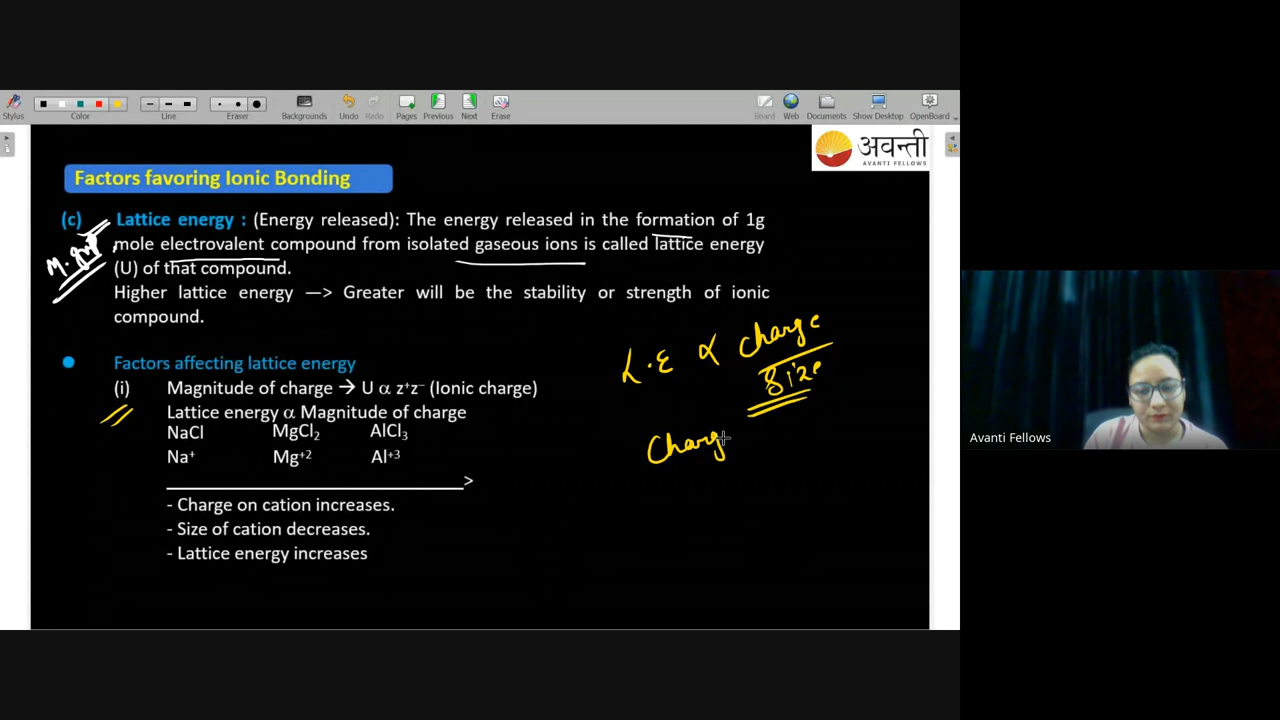 Stylus
Color
Line
Eraser
Backgrounds
Undo
Redo
Pages
Previous
Next
Erase
Board
Web
Documents
Show Desktop
OpenBoard
अवन्ती
AVANTI FELLOWS
Factors favoring Ionic Bonding
(c) Lattice energy : (Energy released): The energy released in the formation of 1g
mole electrovalent compound from isolated gaseous ions is called lattice energy
(U) of that compound.
Higher lattice energy —> Greater will be the stability or strength of ionic
compound.
L.E ∝ charge
Size
Factors affecting lattice energy
(i) Magnitude of charge → U α z⁺z⁻ (Ionic charge)
Lattice energy α Magnitude of charge
NaCl MgCl₂ AlCl₃
Charg
Na⁺ Mg⁺² Al⁺³
- Charge on cation increases.
- Size of cation decreases.
- Lattice energy increases
Avanti Fellows